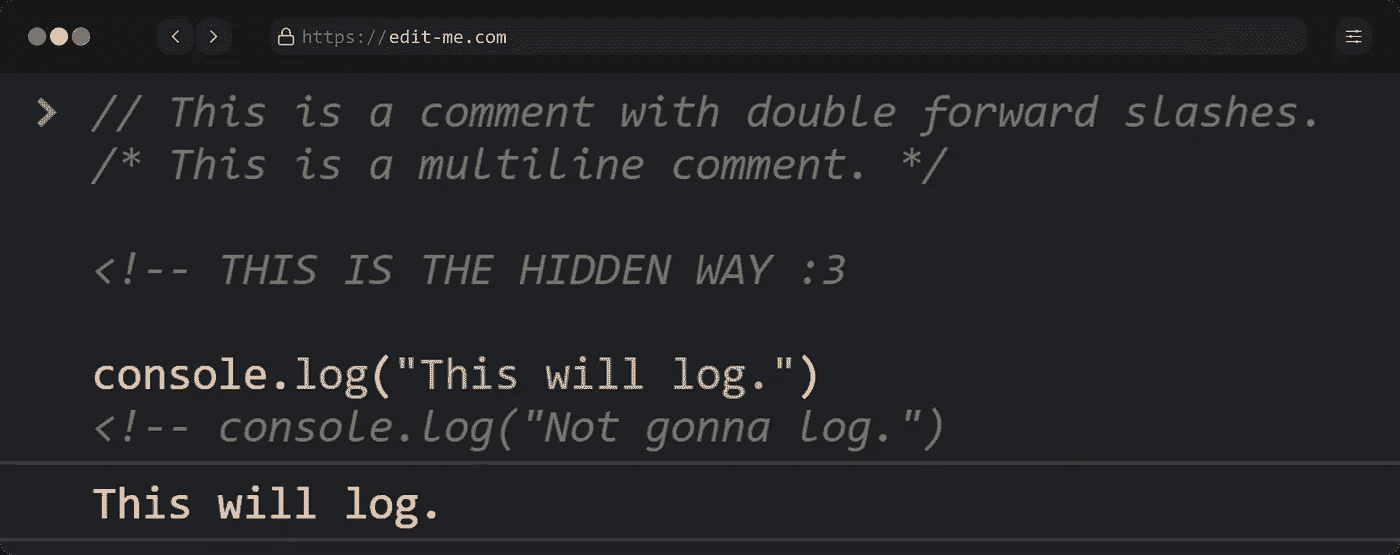 https://edit-me.com
> // This is a comment with double forward slashes.
/* This is a multiline comment. */
<!-- THIS IS THE HIDDEN WAY :3
console.log("This will log.")
<!-- console.log("Not gonna log.")
This will log.